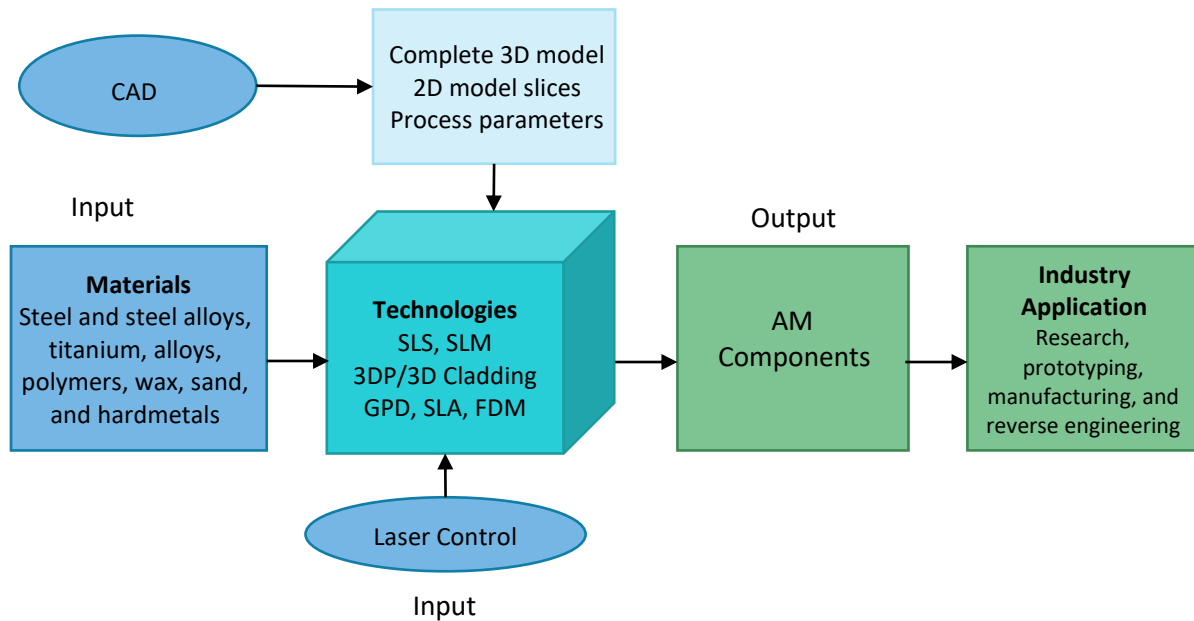 CAD
Complete 3D model
2D model slices
Process parameters
Input
Materials
Steel and steel alloys,
titanium, alloys,
polymers, wax, sand,
and hardmetals
Technologies
SLS, SLM
3DP/3D Cladding
GPD, SLA, FDM
Output
AM
Components
Industry
Application
Research,
prototyping,
manufacturing, and
reverse engineering
Laser Control
Input